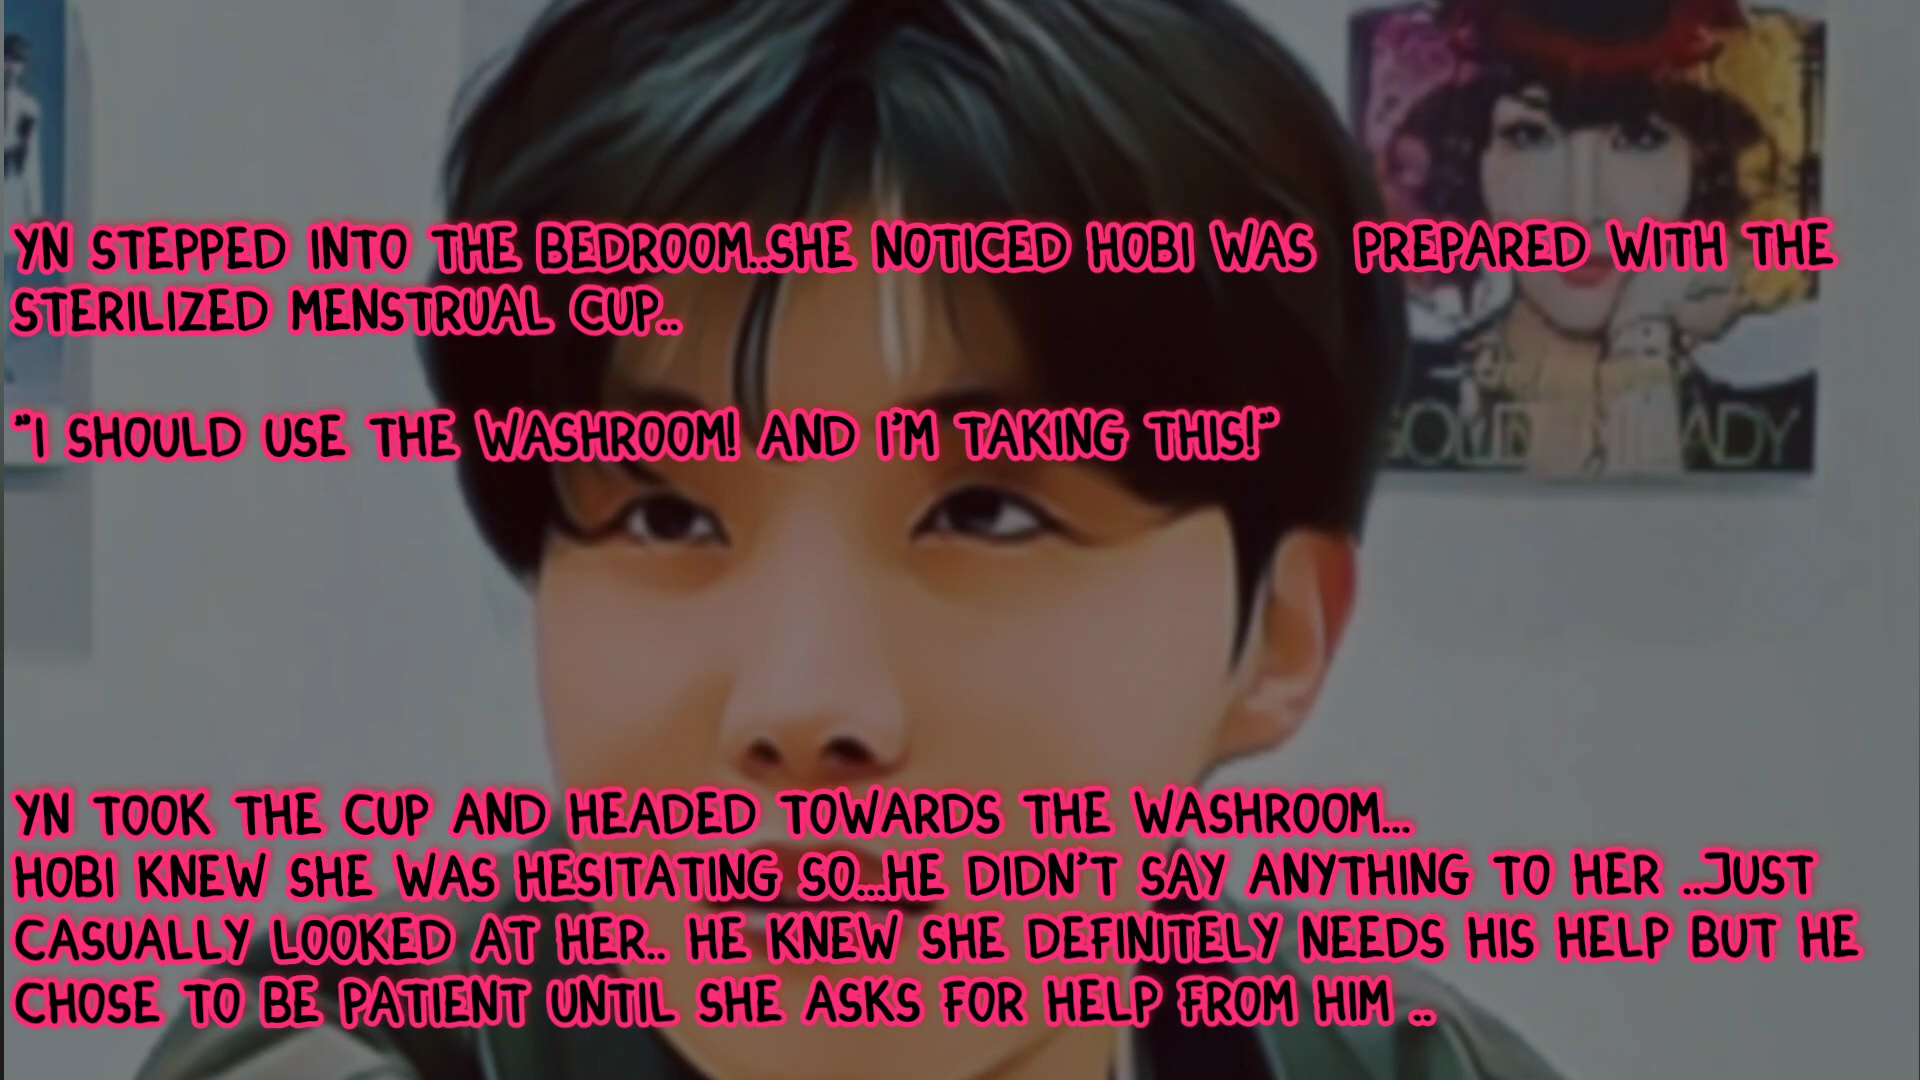 YN STEPPED INTO THE BEDROOM..SHE NOTICED HOBI WAS PREPARED WITH THE
STERILIZED MENSTRUAL CUP..
"I SHOULD USE THE WASHROOM! AND I'M TAKING THIS!"
YN TOOK THE CUP AND HEADED TOWARDS THE WASHROOM...
HOBI KNEW SHE WAS HESITATING SO...HE DIDN'T SAY ANYTHING TO HER ..JUST
CASUALLY LOOKED AT HER.. HE KNEW SHE DEFINITELY NEEDS HIS HELP BUT HE
CHOSE TO BE PATIENT UNTIL SHE ASKS FOR HELP FROM HIM ..